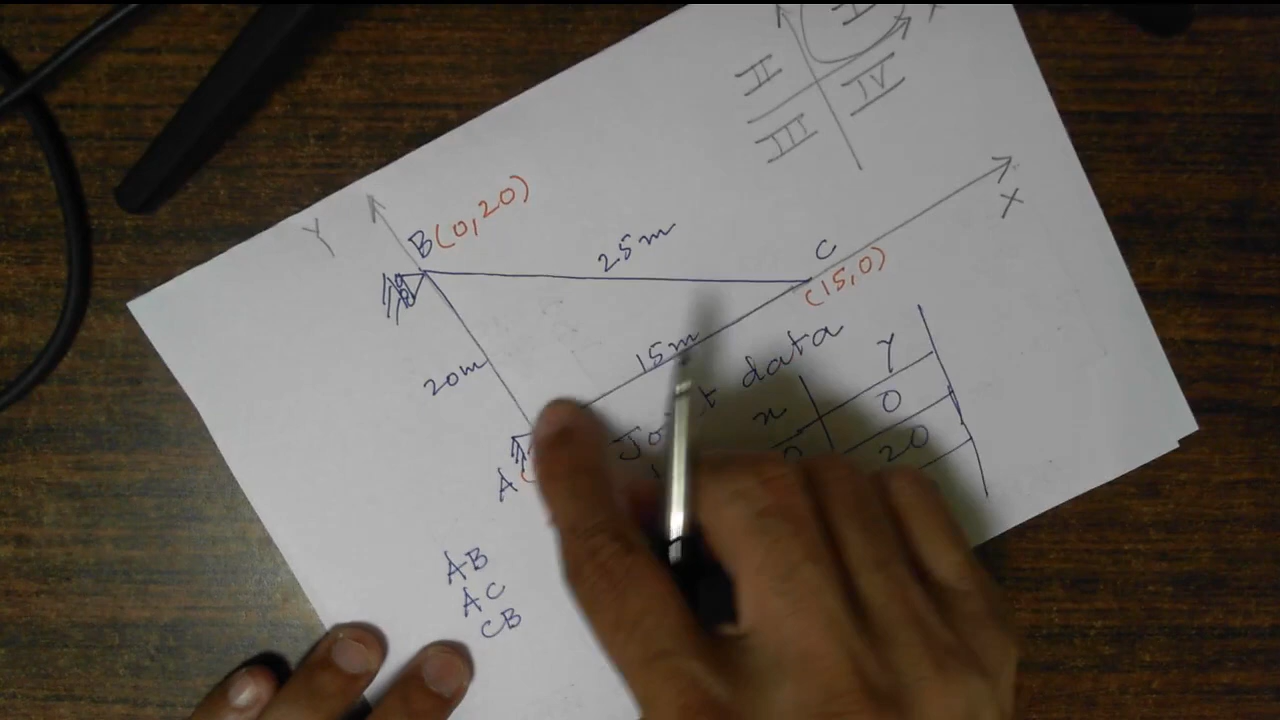 II
IV
III
X
Y
B(0,20)
25m
C
(15,0)
15m
20m
A
data
x Y
0
20
AB
AC
CB